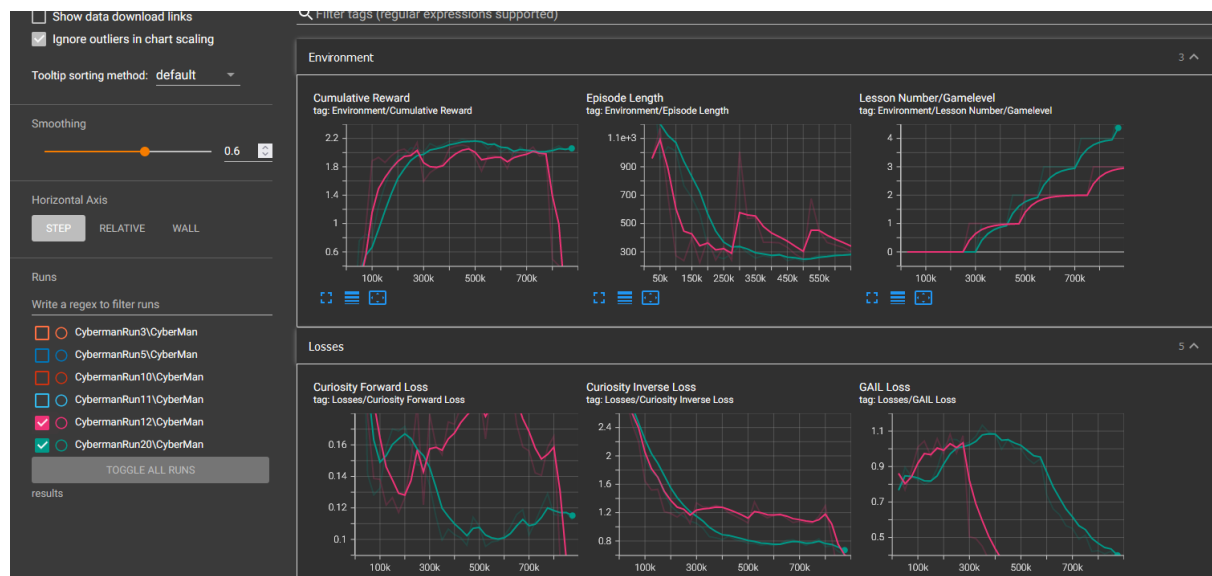 Show data download links
Filter tags (regular expressions supported)
Ignore outliers in chart scaling
Tooltip sorting method: default
Smoothing
0.6
Horizontal Axis
STEP RELATIVE WALL
Runs
Write a regex to filter runs
CybermanRun3\CyberMan
CybermanRun5\CyberMan
CybermanRun10\CyberMan
CybermanRun11\CyberMan
CybermanRun12\CyberMan
CybermanRun20\CyberMan
TOGGLE ALL RUNS
results
Environment 3
Cumulative Reward
tag: Environment/Cumulative Reward
2.2
1.8
1.4
1
0.6
100k 300k 500k 700k
Episode Length
tag: Environment/Episode Length
1.1e+3
900
700
500
300
50k 150k 250k 350k 450k 550k
Lesson Number/Gamelevel
tag: Environment/Lesson Number/Gamelevel
4
3
2
1
0
100k 300k 500k 700k
Losses 5
Curiosity Forward Loss
tag: Losses/Curiosity Forward Loss
0.16
0.14
0.12
0.1
100k 300k 500k 700k
Curiosity Inverse Loss
tag: Losses/Curiosity Inverse Loss
2.4
2
1.6
1.2
0.8
100k 300k 500k 700k
GAIL Loss
tag: Losses/GAIL Loss
1.1
0.9
0.7
0.5
100k 300k 500k 700k